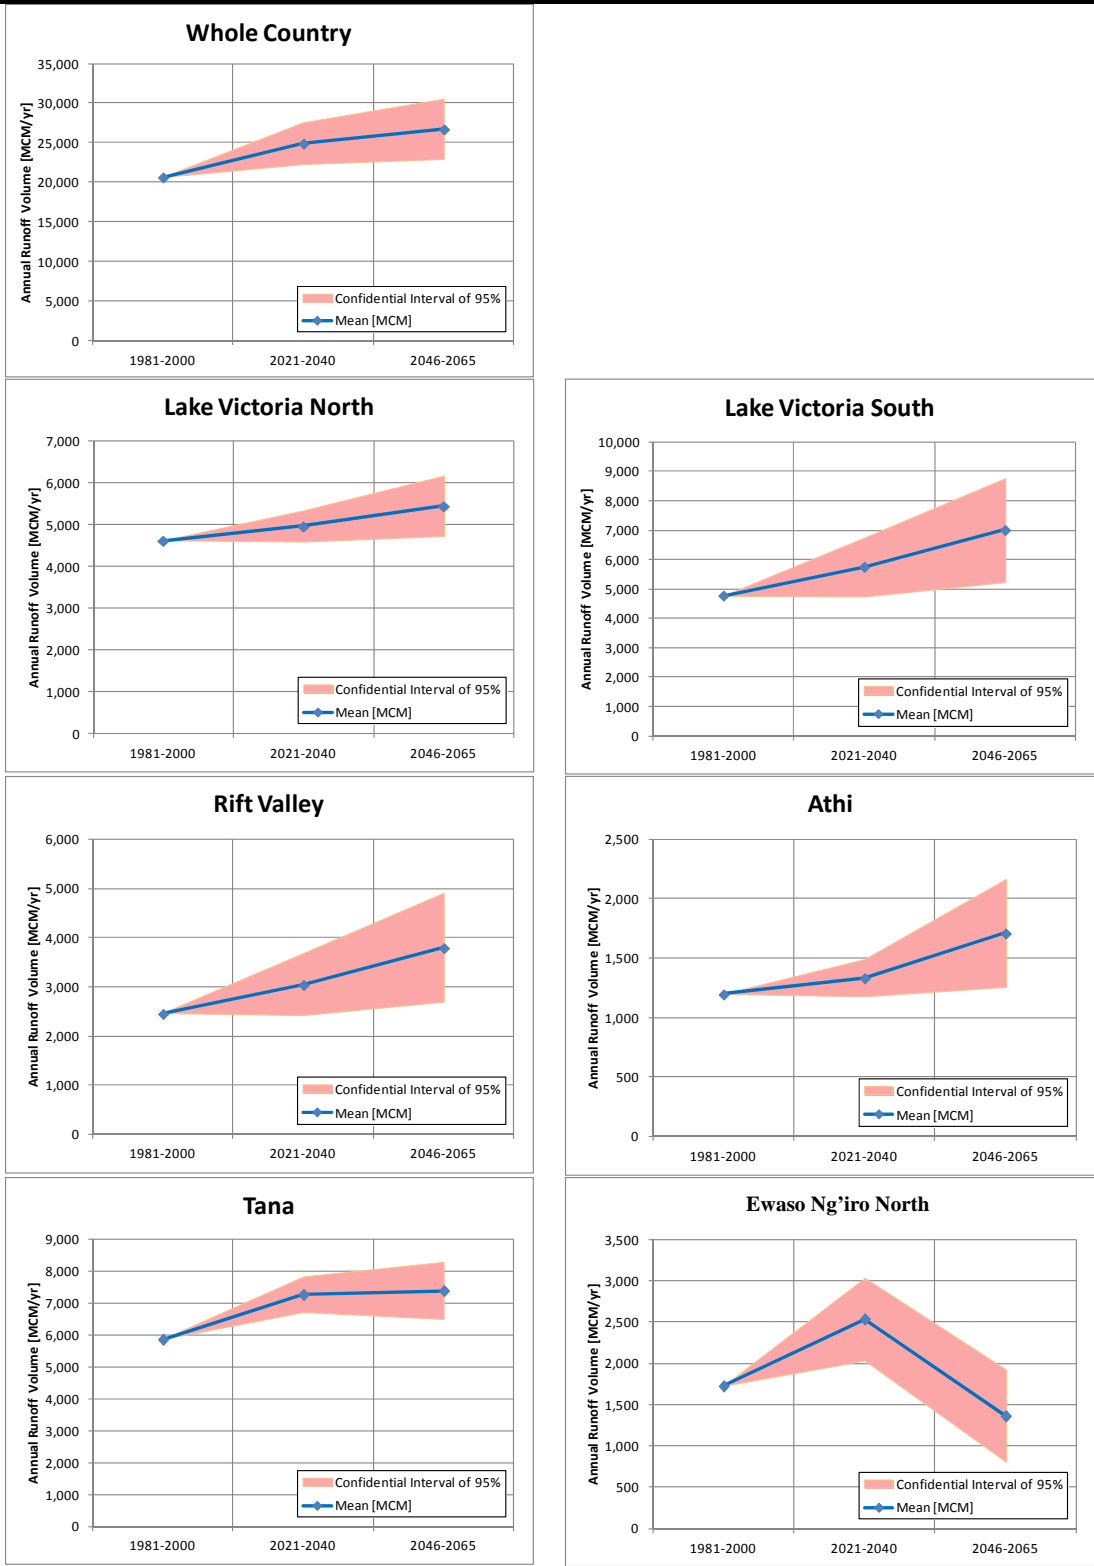 Whole Country
Annual Runoff Volume [MCM/yr]
35,000
30,000
25,000
20,000
15,000
10,000
5,000
0
Confidential Interval of 95%
Mean [MCM]
1981-2000 2021-2040 2046-2065
Lake Victoria North
Annual Runoff Volume [MCM/yr]
7,000
6,000
5,000
4,000
3,000
2,000
1,000
0
Confidential Interval of 95%
Mean [MCM]
1981-2000 2021-2040 2046-2065
Lake Victoria South
Annual Runoff Volume [MCM/yr]
10,000
9,000
8,000
7,000
6,000
5,000
4,000
3,000
2,000
1,000
0
Confidential Interval of 95%
Mean [MCM]
1981-2000 2021-2040 2046-2065
Rift Valley
Annual Runoff Volume [MCM/yr]
6,000
5,000
4,000
3,000
2,000
1,000
0
Confidential Interval of 95%
Mean [MCM]
1981-2000 2021-2040 2046-2065
Athi
Annual Runoff Volume [MCM/yr]
2,500
2,000
1,500
1,000
500
0
Confidential Interval of 95%
Mean [MCM]
1981-2000 2021-2040 2046-2065
Tana
Annual Runoff Volume [MCM/yr]
9,000
8,000
7,000
6,000
5,000
4,000
3,000
2,000
1,000
0
Confidential Interval of 95%
Mean [MCM]
1981-2000 2021-2040 2046-2065
Ewaso Ng’iro North
Annual Runoff Volume [MCM/yr]
3,500
3,000
2,500
2,000
1,500
1,000
500
0
Confidential Interval of 95%
Mean [MCM]
1981-2000 2021-2040 2046-2065